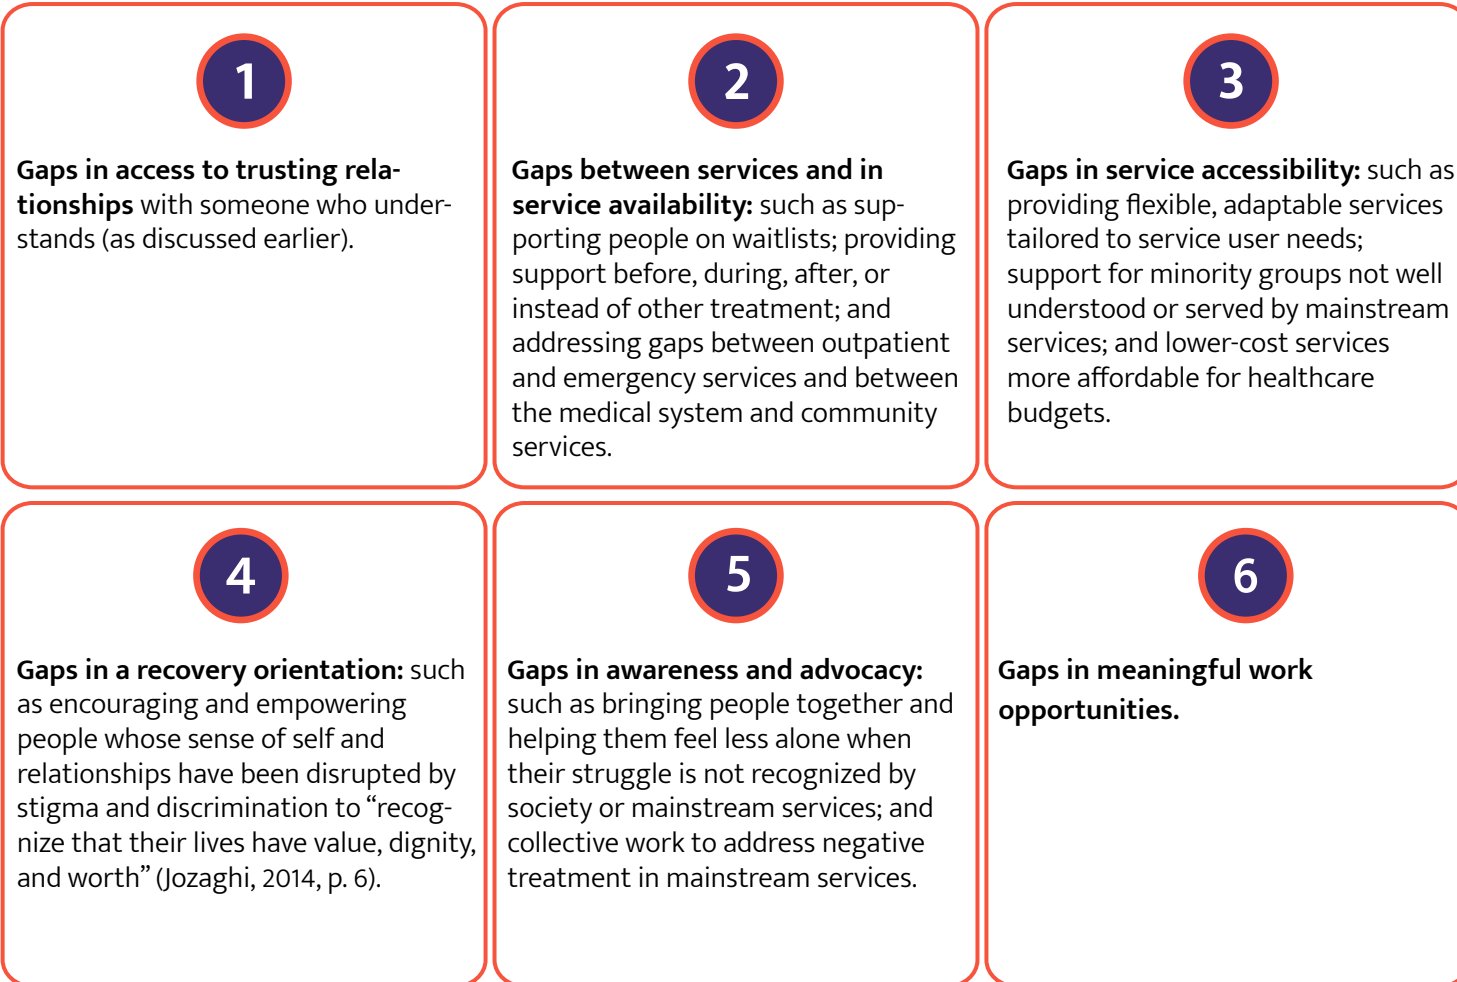 1
Gaps in access to trusting rela-
tionships with someone who under-
stands (as discussed earlier).
2
Gaps between services and in
service availability: such as sup-
porting people on waitlists; providing
support before, during, after, or
instead of other treatment; and
addressing gaps between outpatient
and emergency services and between
the medical system and community
services.
3
Gaps in service accessibility: such as
providing flexible, adaptable services
tailored to service user needs;
support for minority groups not well
understood or served by mainstream
services; and lower-cost services
more affordable for healthcare
budgets.
4
Gaps in a recovery orientation: such
as encouraging and empowering
people whose sense of self and
relationships have been disrupted by
stigma and discrimination to “recog-
nize that their lives have value, dignity,
and worth” (Jozaghi, 2014, p. 6).
5
Gaps in awareness and advocacy:
such as bringing people together and
helping them feel less alone when
their struggle is not recognized by
society or mainstream services; and
collective work to address negative
treatment in mainstream services.
6
Gaps in meaningful work
opportunities.